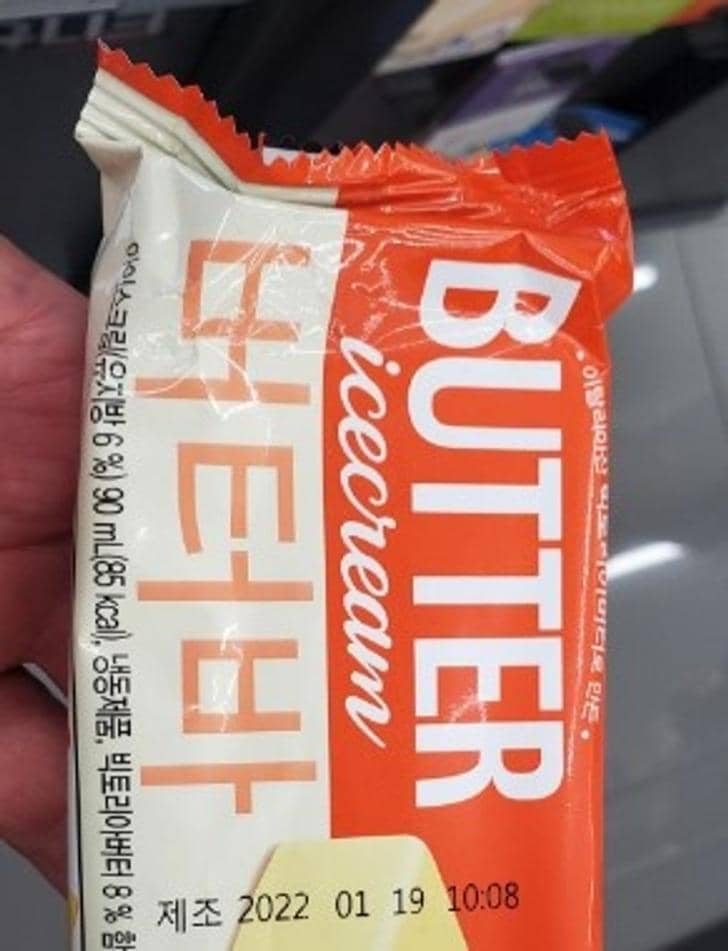 BUTTER
icecream
버터바
아이스크림(유지방 6 %) 90 mL(85 kcal), 냉동제품, 빅토리아버터 8 %
제조 2022 01 19 10:08